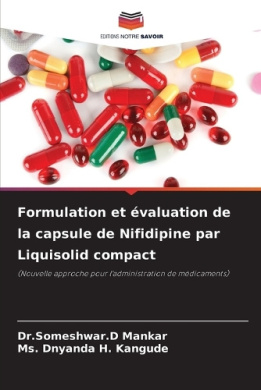 EDITIONS NOTRE SAVOIR
Formulation et évaluation de
la capsule de Nifidipine par
Liquisolid compact
(Nouvelle approche pour l'administration de médicaments)
Dr.Someshwar.D Mankar
Ms. Dnyanda H. Kangude